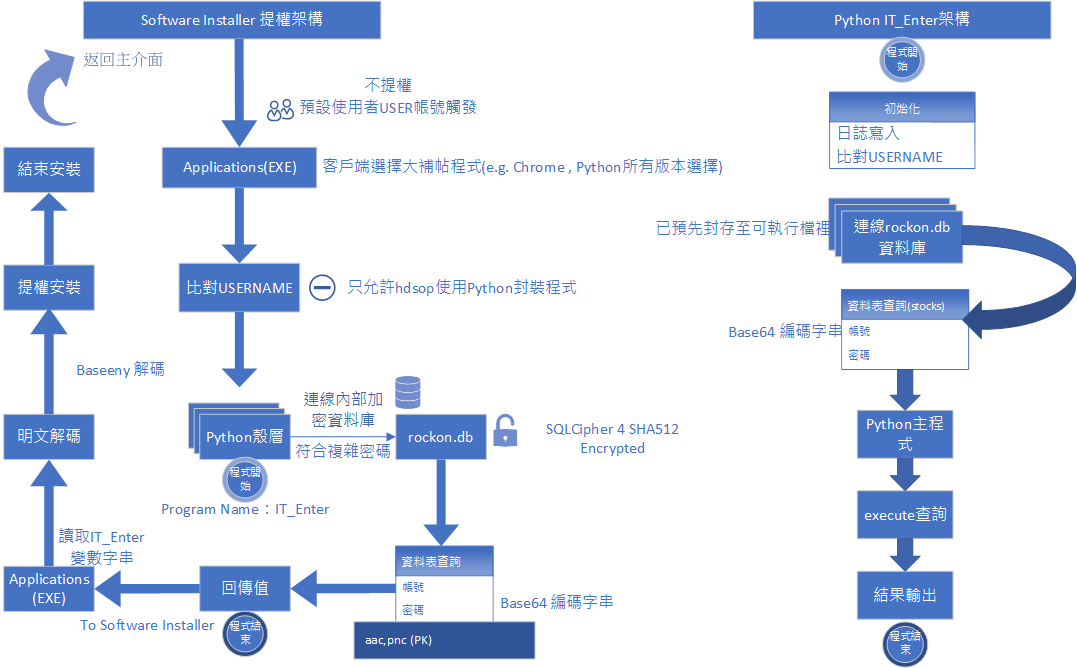 Software Installer 提權架構
返回主介面
不提權
預設使用者USER帳號觸發
Applications(EXE)
客戶端選擇大補帖程式(e.g. Chrome , Python所有版本選擇)
結束安裝
比對USERNAME
只允許hdsop使用Python封裝程式
提權安裝
Baseeny 解碼
明文解碼
Python殼層
程式開
始
Program Name：IT_Enter
連線內部加
密資料庫
符合複雜密碼
rockon.db
SQLCipher 4 SHA512
Encrypted
讀取IT_Enter
變數字串
Applications
(EXE)
回傳值
To Software Installer
程式結
束
資料表查詢
帳號
密碼
Base64 編碼字串
aac,pnc (PK)
Python IT_Enter架構
程式開
始
初始化
日誌寫入
比對USERNAME
已預先封存至可執行檔裡
連線rockon.db
資料庫
資料表查詢(stocks)
Base64 編碼字串
帳號
密碼
Python主程
式
execute查詢
結果輸出
程式結
束